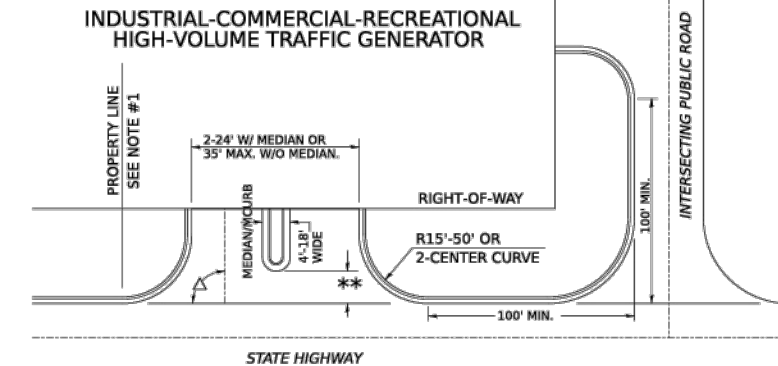 INDUSTRIAL-COMMERCIAL-RECREATIONAL
HIGH-VOLUME TRAFFIC GENERATOR
PROPERTY LINE
SEE NOTE #1
2-24' W/ MEDIAN OR
35' MAX. W/O MEDIAN.
MEDIAN/MOURB
4'-18'
WIDE
RIGHT-OF-WAY
R15'-50' OR
2-CENTER CURVE
**
△
100' MIN.
100' MIN.
INTERSECTING PUBLIC ROAD
STATE HIGHWAY